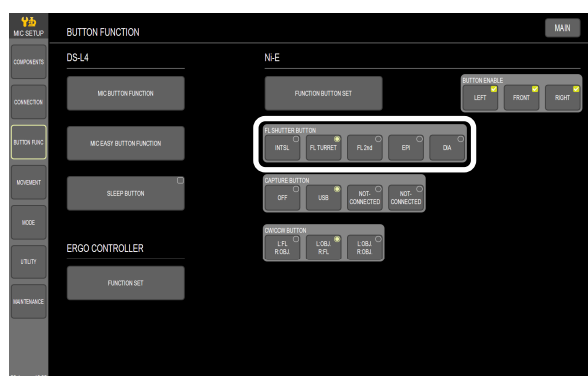 MIC SETUP
BUTTON FUNCTION
MAIN
COMPONENTS
CONNECTION
BUTTON FUNC
MOVEMENT
MODE
UTILITY
MAINTENANCE
DS-L4
MIC BUTTON FUNCTION
MIC EASY BUTTON FUNCTION
SLEEP BUTTON
ERGO CONTROLLER
FUNCTION SET
Ni-E
FUNCTION BUTTON SET
BUTTON ENABLE
LEFT FRONT RIGHT
FL SHUTTER BUTTON
INTSL FL TURRET FL 2nd EPI DIA
CAPTURE BUTTON
OFF USB NOT-CONNECTED NOT-CONNECTED
CW/CCW BUTTON
L:FL L:OBJ. L:OBJ.
R:OBJ. R:FL R:OBJ.